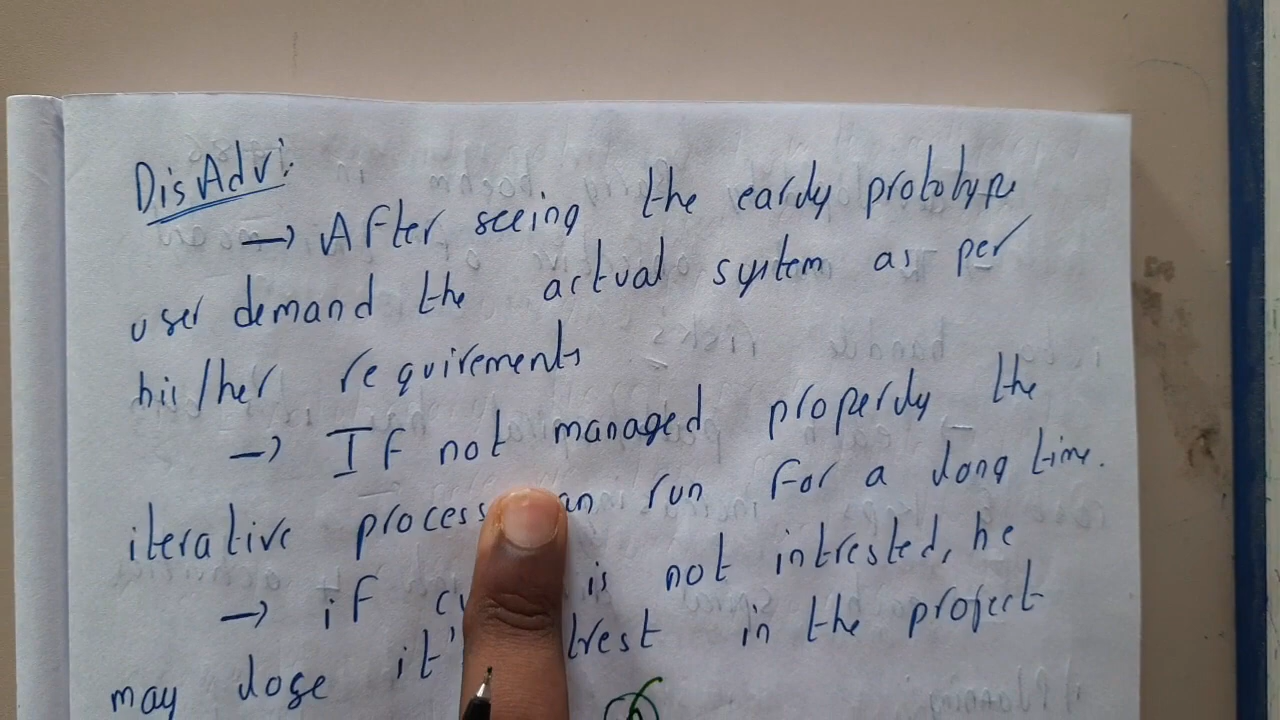 DisAdv:
→ After seeing the early prototype
user demand the actual system as per
his/her requirements
→ If not managed properly the
iterative process run for a long time.
→ if is not intrested, he
may lose in the project